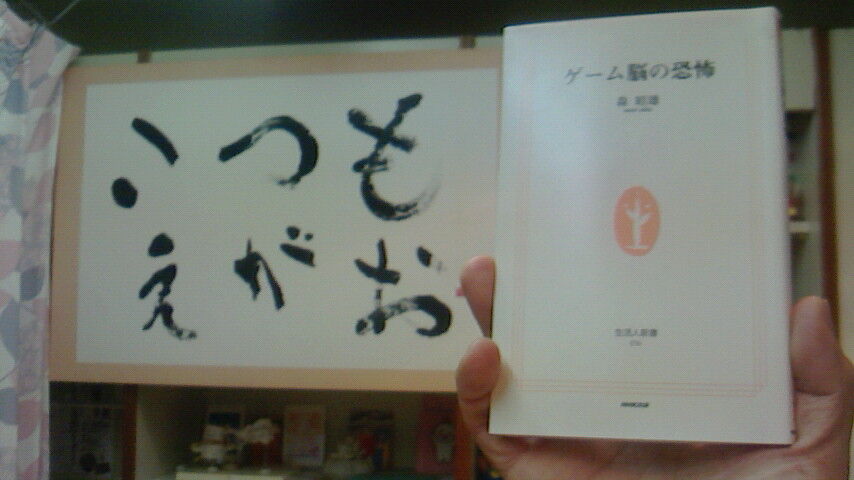 いつも
えがお
ゲーム脳の恐怖
森 昭雄
生活人新書